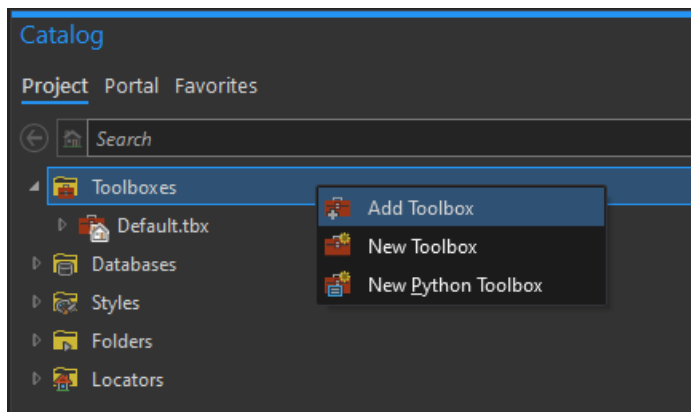 Catalog
Project Portal Favorites
Search
Toolboxes
Add Toolbox
Default.tbx
New Toolbox
Databases
New Python Toolbox
Styles
Folders
Locators